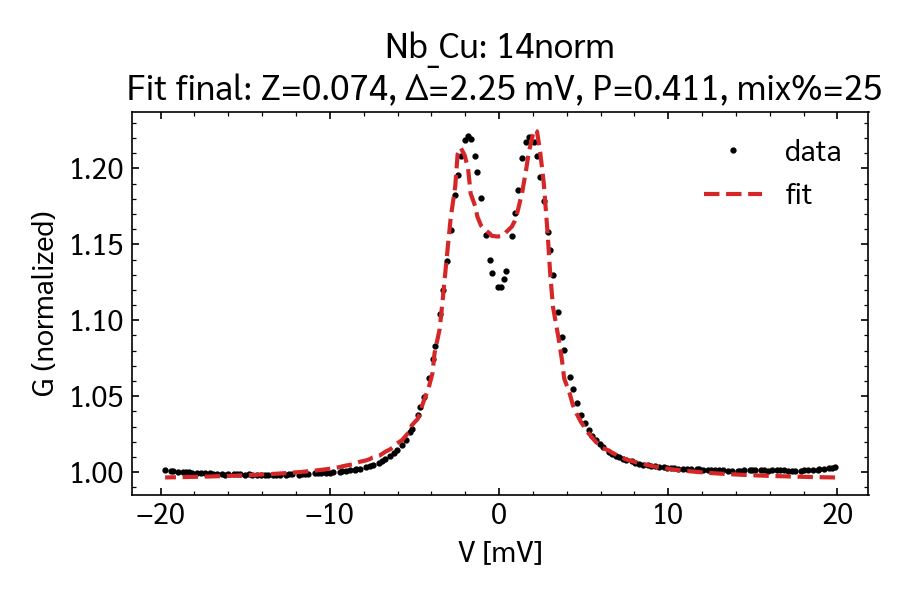 Nb_Cu: 14norm
Fit final: Z=0.074, Δ=2.25 mV, P=0.411, mix%=25
data
fit
G (normalized)
1.20
1.15
1.10
1.05
1.00
−20
−10
0
10
20
V [mV]